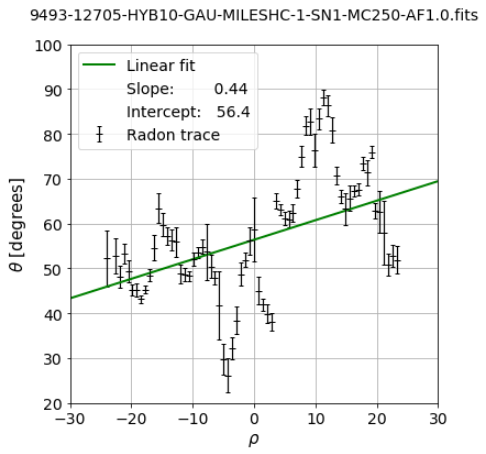 9493-12705-HYB10-GAU-MILESHC-1-SN1-MC250-AF1.0.fits
Linear fit
Slope: 0.44
Intercept: 56.4
Radon trace
θ [degrees]
100
90
80
70
60
50
40
30
20
−30 −20 −10 0 10 20 30
ρ